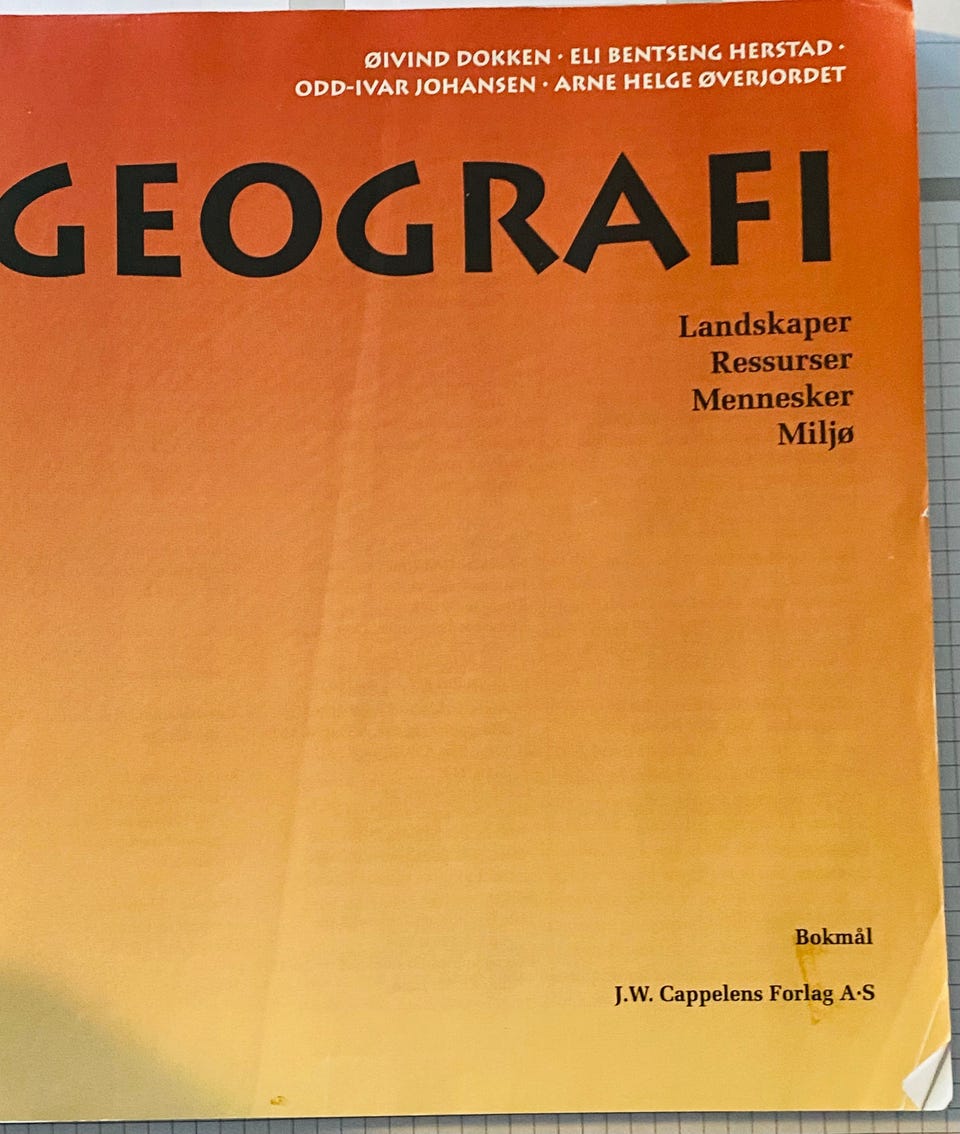 ØIVIND DOKKEN · ELI BENTSENG HERSTAD ·
ODD-IVAR JOHANSEN · ARNE HELGE ØVERJORDET
GEOGRAFI
Landskaper
Ressurser
Mennesker
Miljø
Bokmål
J.W. Cappelens Forlag A·S